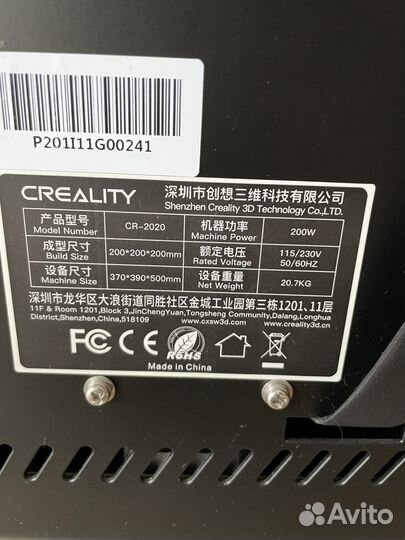 P201I11G00241
CREALITY 深圳市创想三维科技有限公司
Shenzhen Creality 3D Technology Co.,LTD.
产品型号 CR-2020 机器功率 200W
Model Number Machine Power
成型尺寸 200*200*200mm 额定电压 115/230V
Build Size Rated Voltage 50/60HZ
设备尺寸 370*390*500mm 设备重量 20.7KG
Machine Size Net Weight
深圳市龙华区大浪街道同胜社区金城工业园第三栋1201、11层
11F & Room 1201,Block 3,JinChengYuan,Tongsheng Community,Dalang,Longhua
District,Shenzhen,China,518109 www.cxsw3d.com www.creality3d.cn
FC CE RoHS
Made in China
Avito